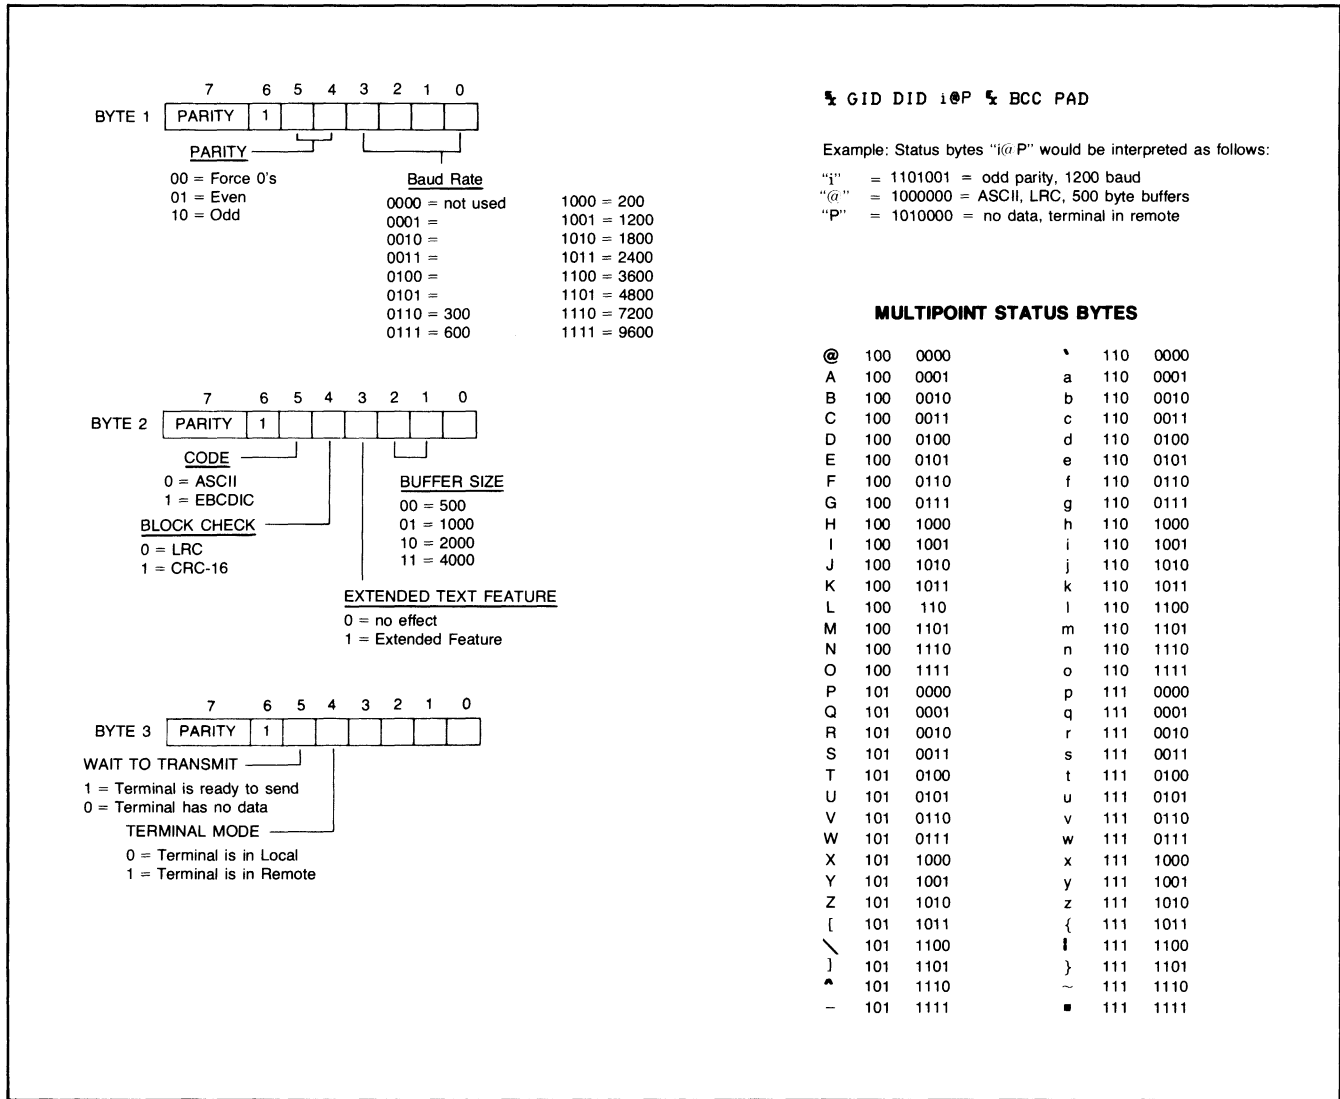 7 6 5 4 3 2 1 0
BYTE 1 PARITY 1
PARITY
00 = Force 0's
01 = Even
10 = Odd
Baud Rate
0000 = not used 1000 = 200
0001 = 1001 = 1200
0010 = 1010 = 1800
0011 = 1011 = 2400
0100 = 1100 = 3600
0101 = 1101 = 4800
0110 = 300 1110 = 7200
0111 = 600 1111 = 9600
7 6 5 4 3 2 1 0
BYTE 2 PARITY 1
CODE
0 = ASCII
1 = EBCDIC
BLOCK CHECK
0 = LRC
1 = CRC-16
BUFFER SIZE
00 = 500
01 = 1000
10 = 2000
11 = 4000
EXTENDED TEXT FEATURE
0 = no effect
1 = Extended Feature
7 6 5 4 3 2 1 0
BYTE 3 PARITY 1
WAIT TO TRANSMIT
1 = Terminal is ready to send
0 = Terminal has no data
TERMINAL MODE
0 = Terminal is in Local
1 = Terminal is in Remote
GID DID i@P BCC PAD
Example: Status bytes “i@P” would be interpreted as follows:
“i” = 1101001 = odd parity, 1200 baud
“@” = 1000000 = ASCII, LRC, 500 byte buffers
“P” = 1010000 = no data, terminal in remote
MULTIPOINT STATUS BYTES
@ 100 0000 ` 110 0000
A 100 0001 a 110 0001
B 100 0010 b 110 0010
C 100 0011 c 110 0011
D 100 0100 d 110 0100
E 100 0101 e 110 0101
F 100 0110 f 110 0110
G 100 0111 g 110 0111
H 100 1000 h 110 1000
I 100 1001 i 110 1001
J 100 1010 j 110 1010
K 100 1011 k 110 1011
L 100 110 l 110 1100
M 100 1101 m 110 1101
N 100 1110 n 110 1110
O 100 1111 o 110 1111
P 101 0000 p 111 0000
Q 101 0001 q 111 0001
R 101 0010 r 111 0010
S 101 0011 s 111 0011
T 101 0100 t 111 0100
U 101 0101 u 111 0101
V 101 0110 v 111 0110
W 101 0111 w 111 0111
X 101 1000 x 111 1000
Y 101 1001 y 111 1001
Z 101 1010 z 111 1010
[ 101 1011 { 111 1011
\ 101 1100 ¦ 111 1100
] 101 1101 } 111 1101
^ 101 1110 ~ 111 1110
– 101 1111 ■ 111 1111